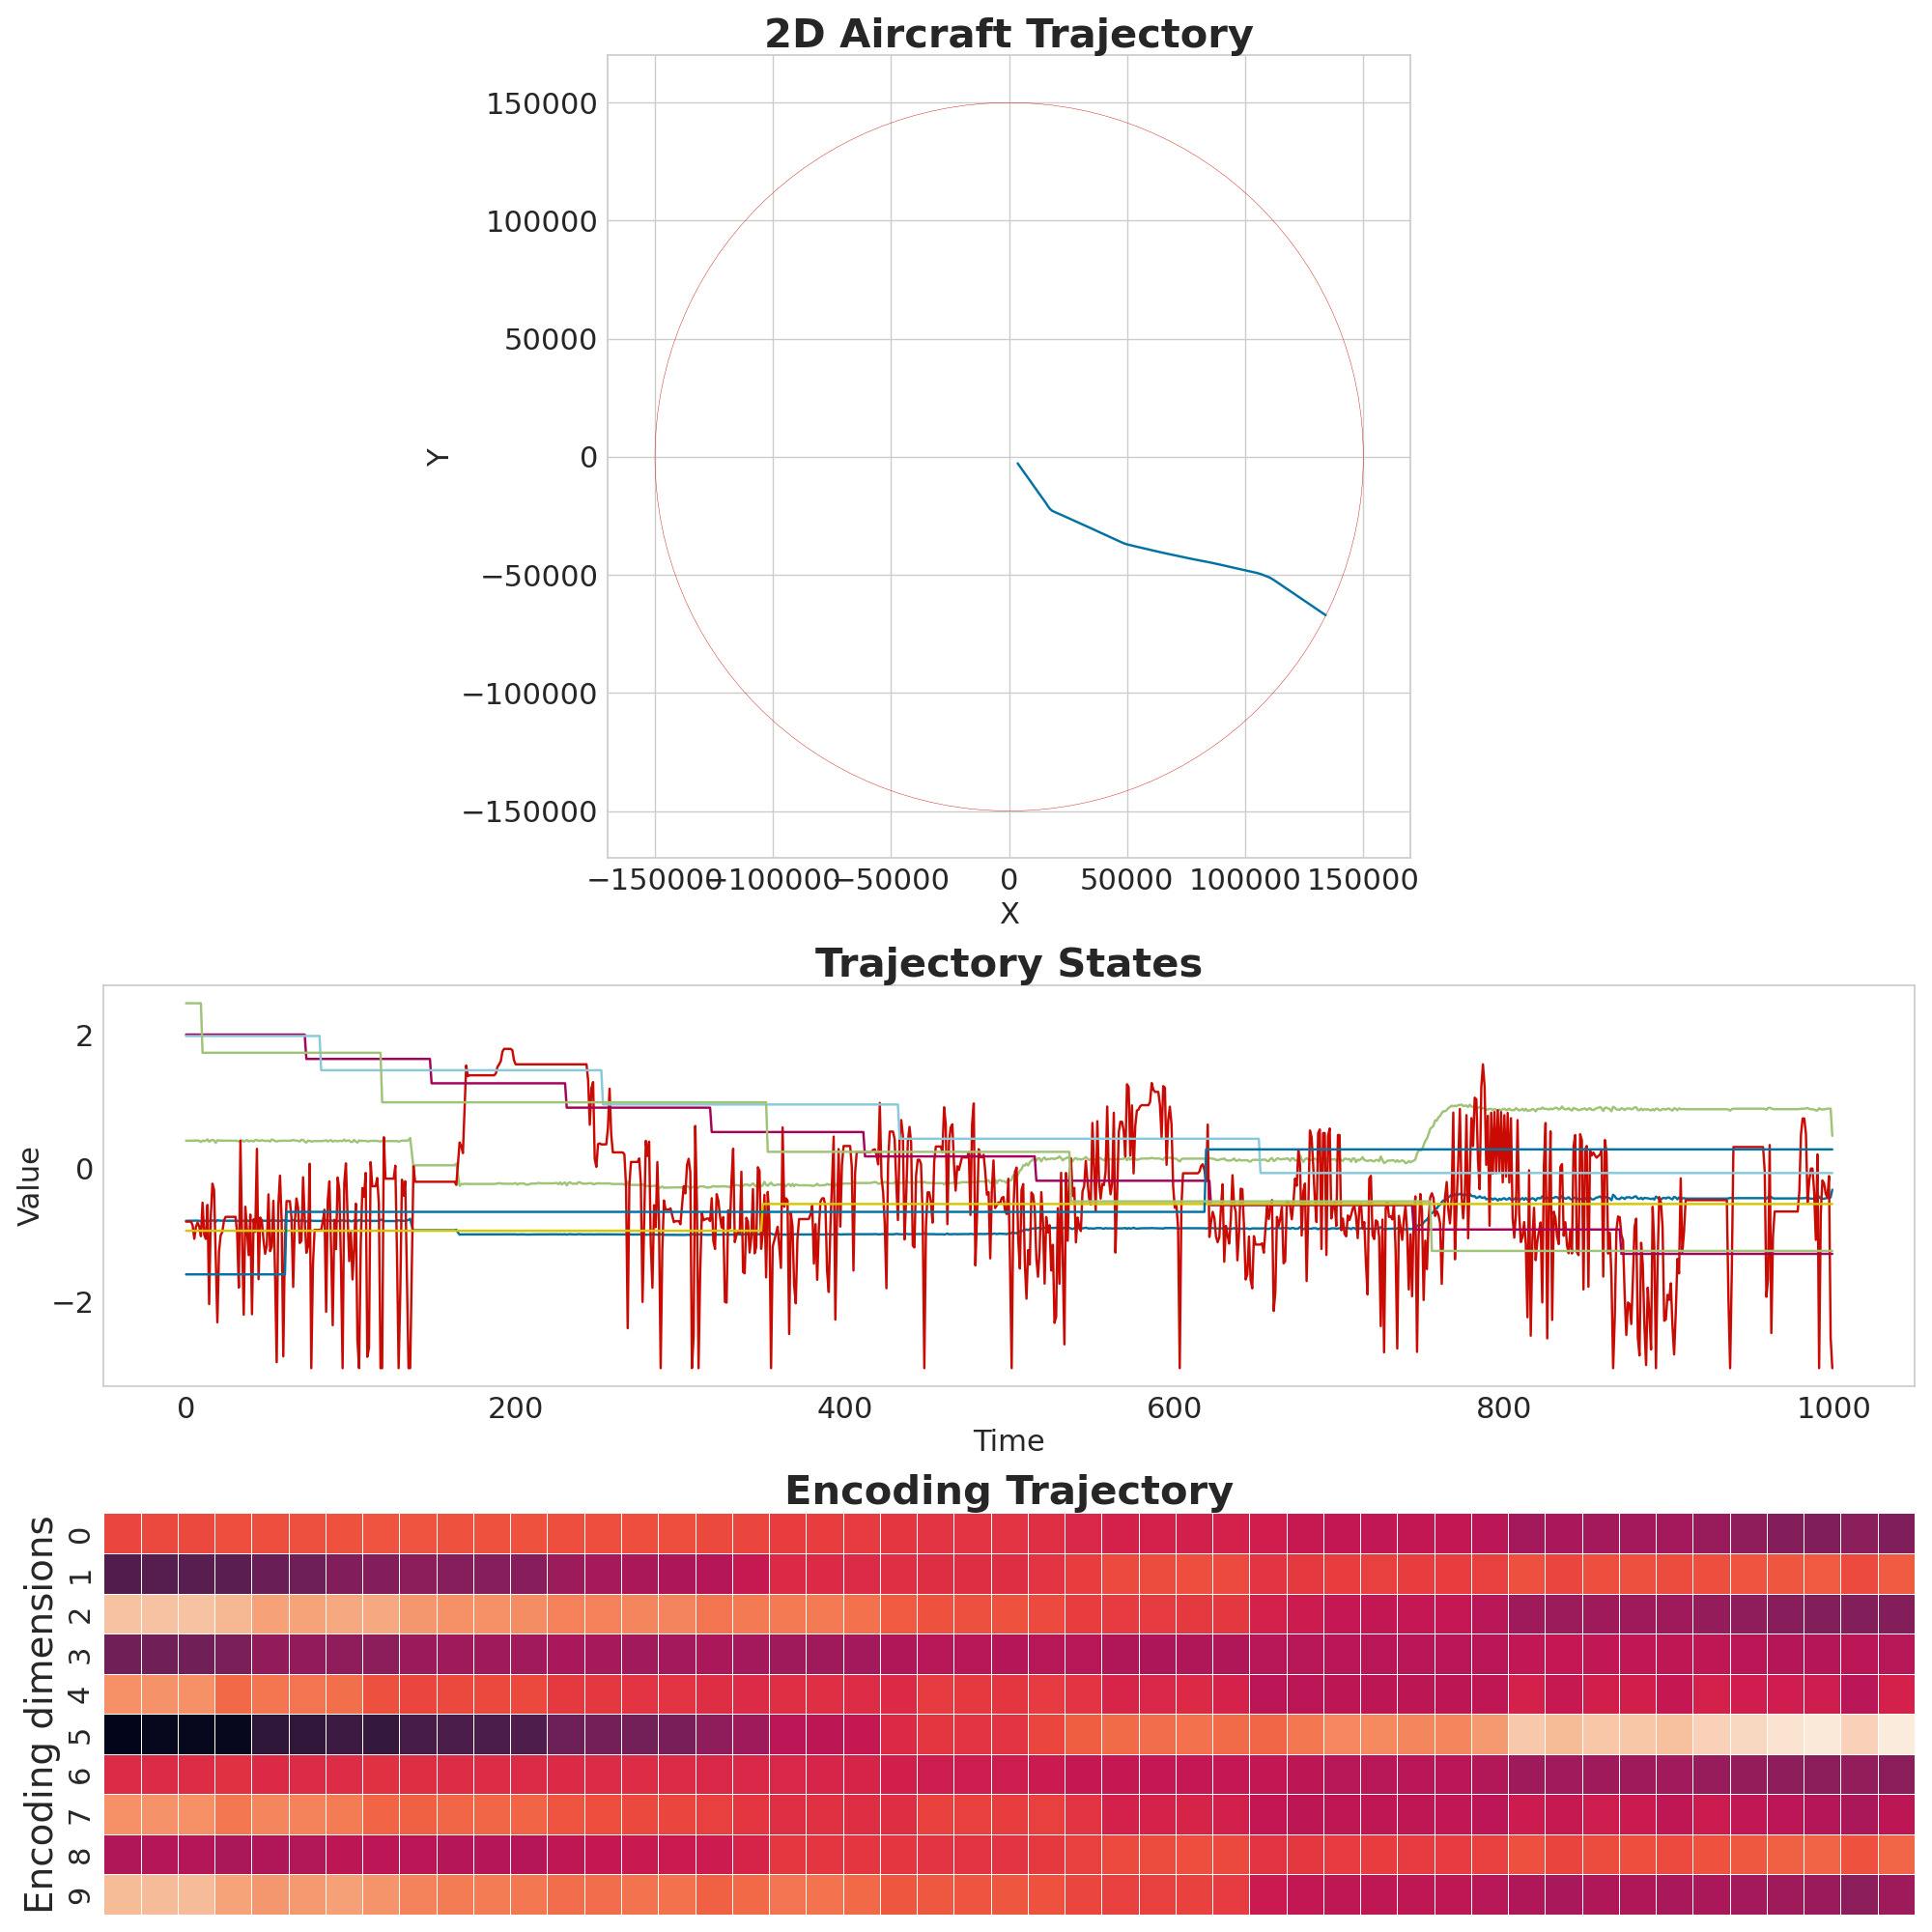 2D Aircraft Trajectory
150000
100000
50000
0
−50000
−100000
−150000
Y
−150000 −100000 −50000 0 50000 100000 150000
X
Trajectory States
2
0
−2
Value
0 200 400 600 800 1000
Time
Encoding Trajectory
Encoding dimensions
0
1
2
3
4
5
6
7
8
9